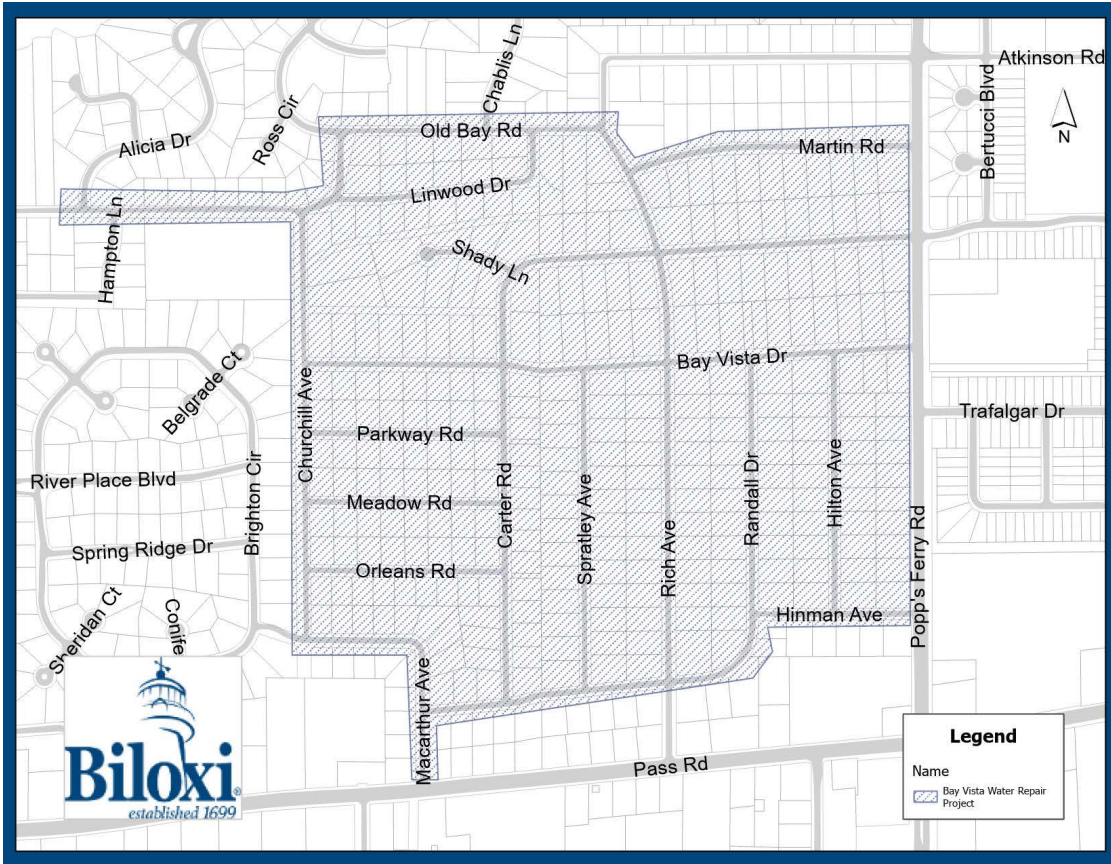 Chablis Ln
Atkinson Rd
Bertucci Blvd
N
Ross Cir
Old Bay Rd
Alicia Dr
Martin Rd
Linwood Dr
Hampton Ln
Shady Ln
Bay Vista Dr
Belgrade Ct
Churchill Ave
Trafalgar Dr
Parkway Rd
River Place Blvd
Brighton Cir
Meadow Rd
Carter Rd
Spratley Ave
Rich Ave
Randall Dr
Hilton Ave
Spring Ridge Dr
Orleans Rd
Popp's Ferry Rd
Sheridan Ct
Conife
Hinman Ave
Macarthur Ave
Pass Rd
Biloxi®
established 1699
Legend
Name
Bay Vista Water Repair
Project